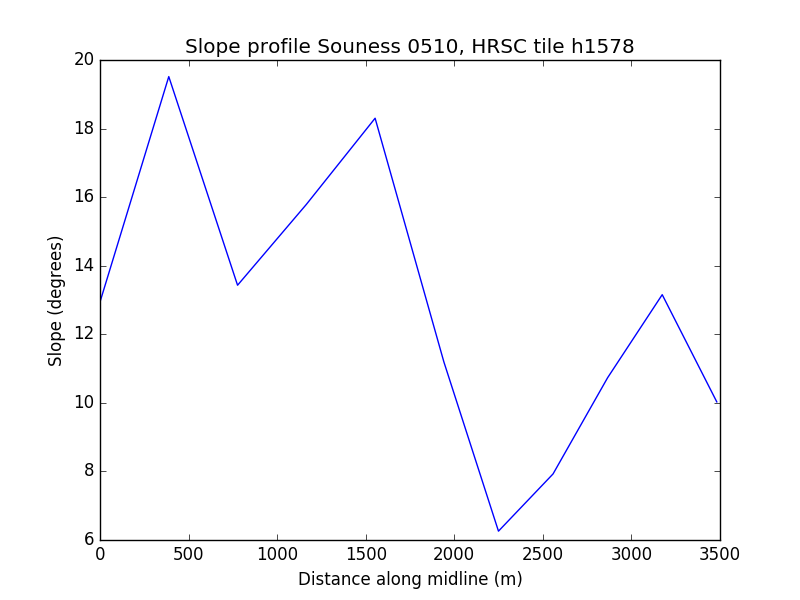 Slope profile Souness 0510, HRSC tile h1578
20
18
16
14
12
10
8
6
Slope (degrees)
0 500 1000 1500 2000 2500 3000 3500
Distance along midline (m)